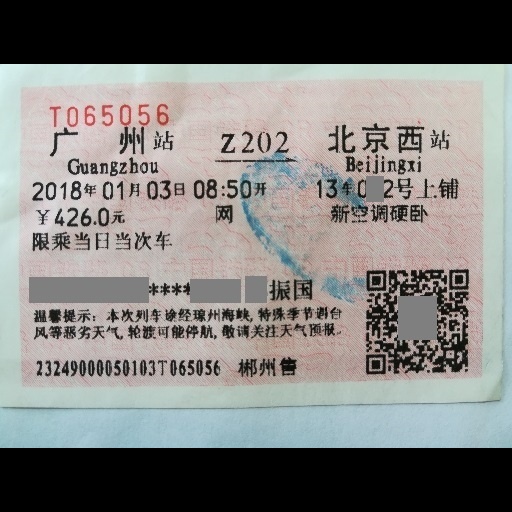 T065056
广 州站 Z202 北京西站
Guangzhou Beijingxi
2018年01月03日08:50开 13车0 2号上铺
￥426.0元 网 新空调硬卧
限乘当日当次车
**** 振国
温馨提示：本次列车途经琼州海峡，特殊季节遇台
风等恶劣天气，轮渡可能停航，敬请关注天气预报。
23249000050103T065056 郴州售